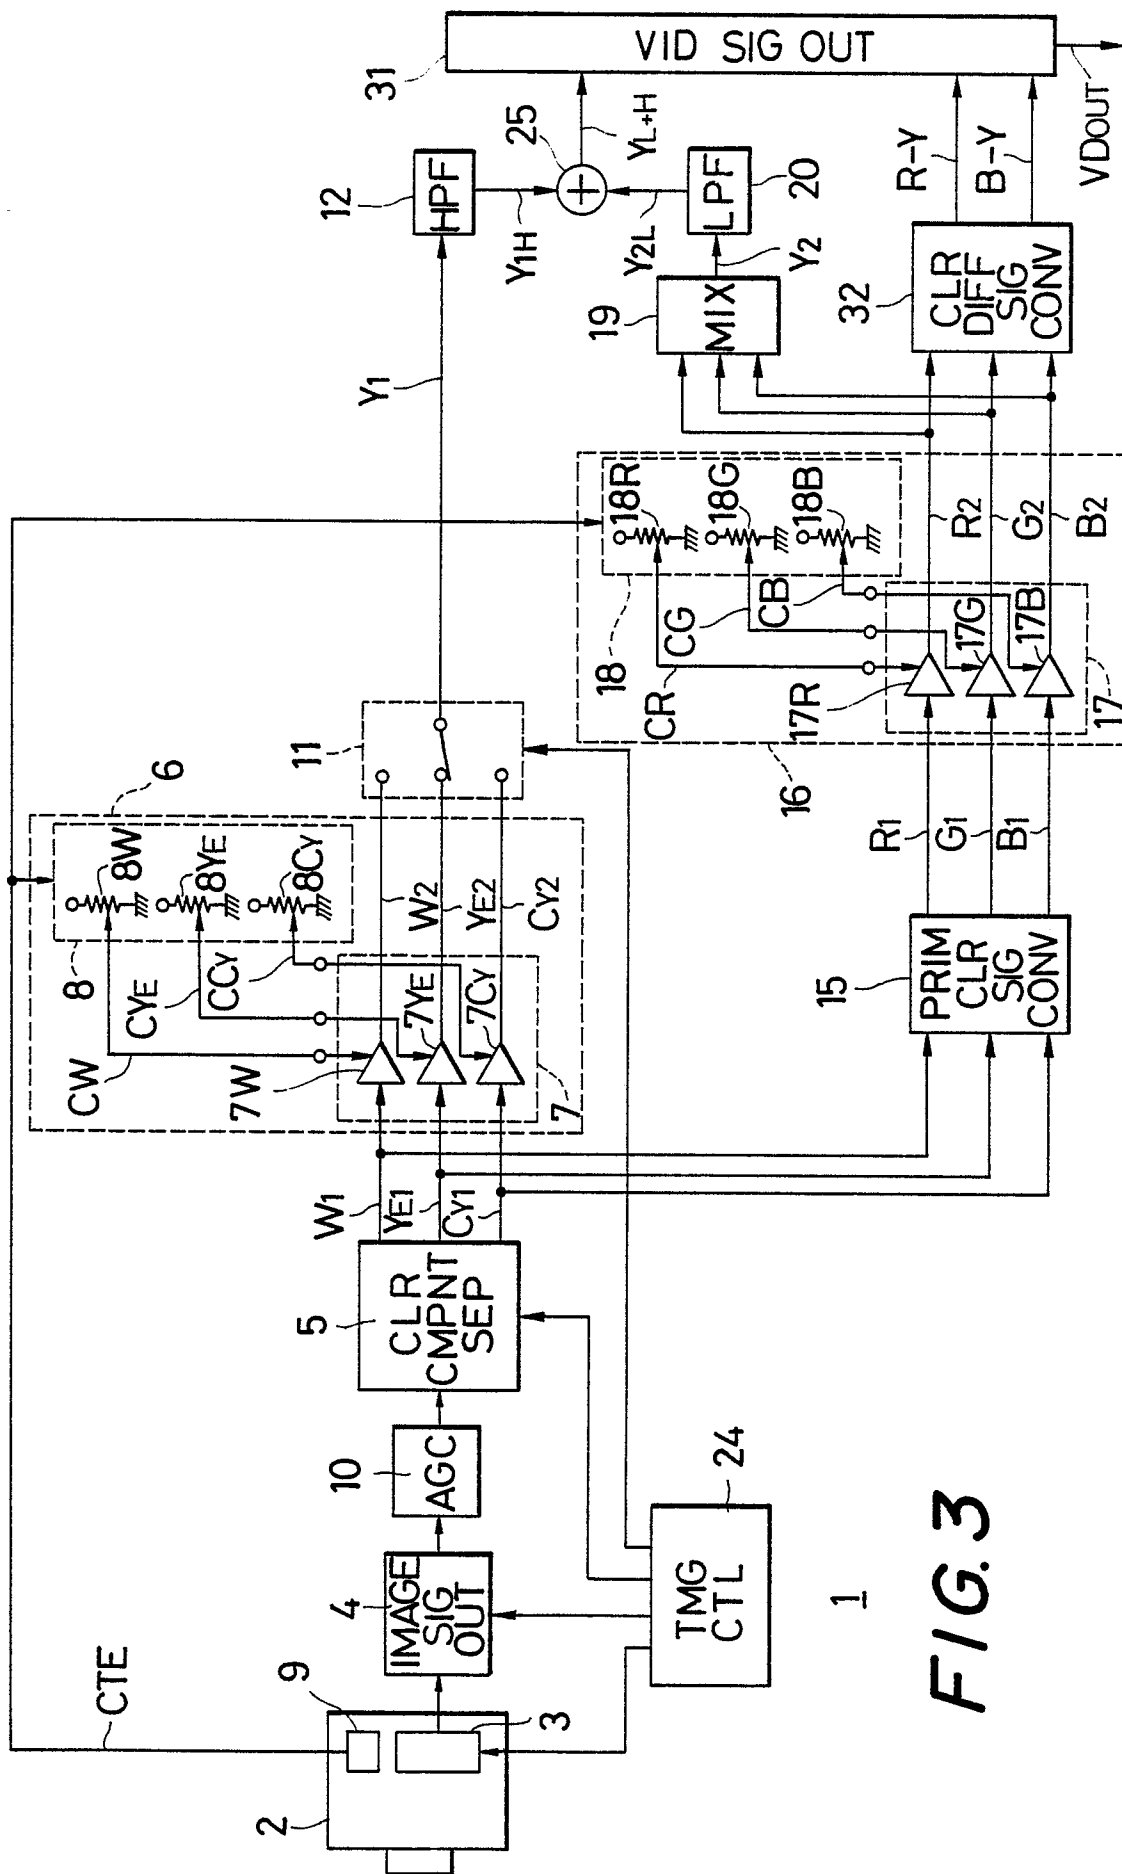 CTE
2
9
3
4
IMAGE
SIG
OUT
10
AGC
5
CLR
CMPNT
SEP
TMG
CTL
24
1
W1
YE1
CY1
6
8
8W
8YE
8CY
CW
CYE
CCY
7W
7YE
7CY
7
W2
YE2
CY2
11
15
PRIM
CLR
SIG
CONV
R1
G1
B1
16
18
18R
18G
18B
CR
CG
CB
17R
17G
17B
17
R2
G2
B2
Y1
12
HPF
Y1H
25
YL+H
19
MIX
Y2
20
LPF
Y2L
32
CLR
DIFF
SIG
CONV
R-Y
B-Y
31
VID SIG OUT
VDOUT
FIG. 3